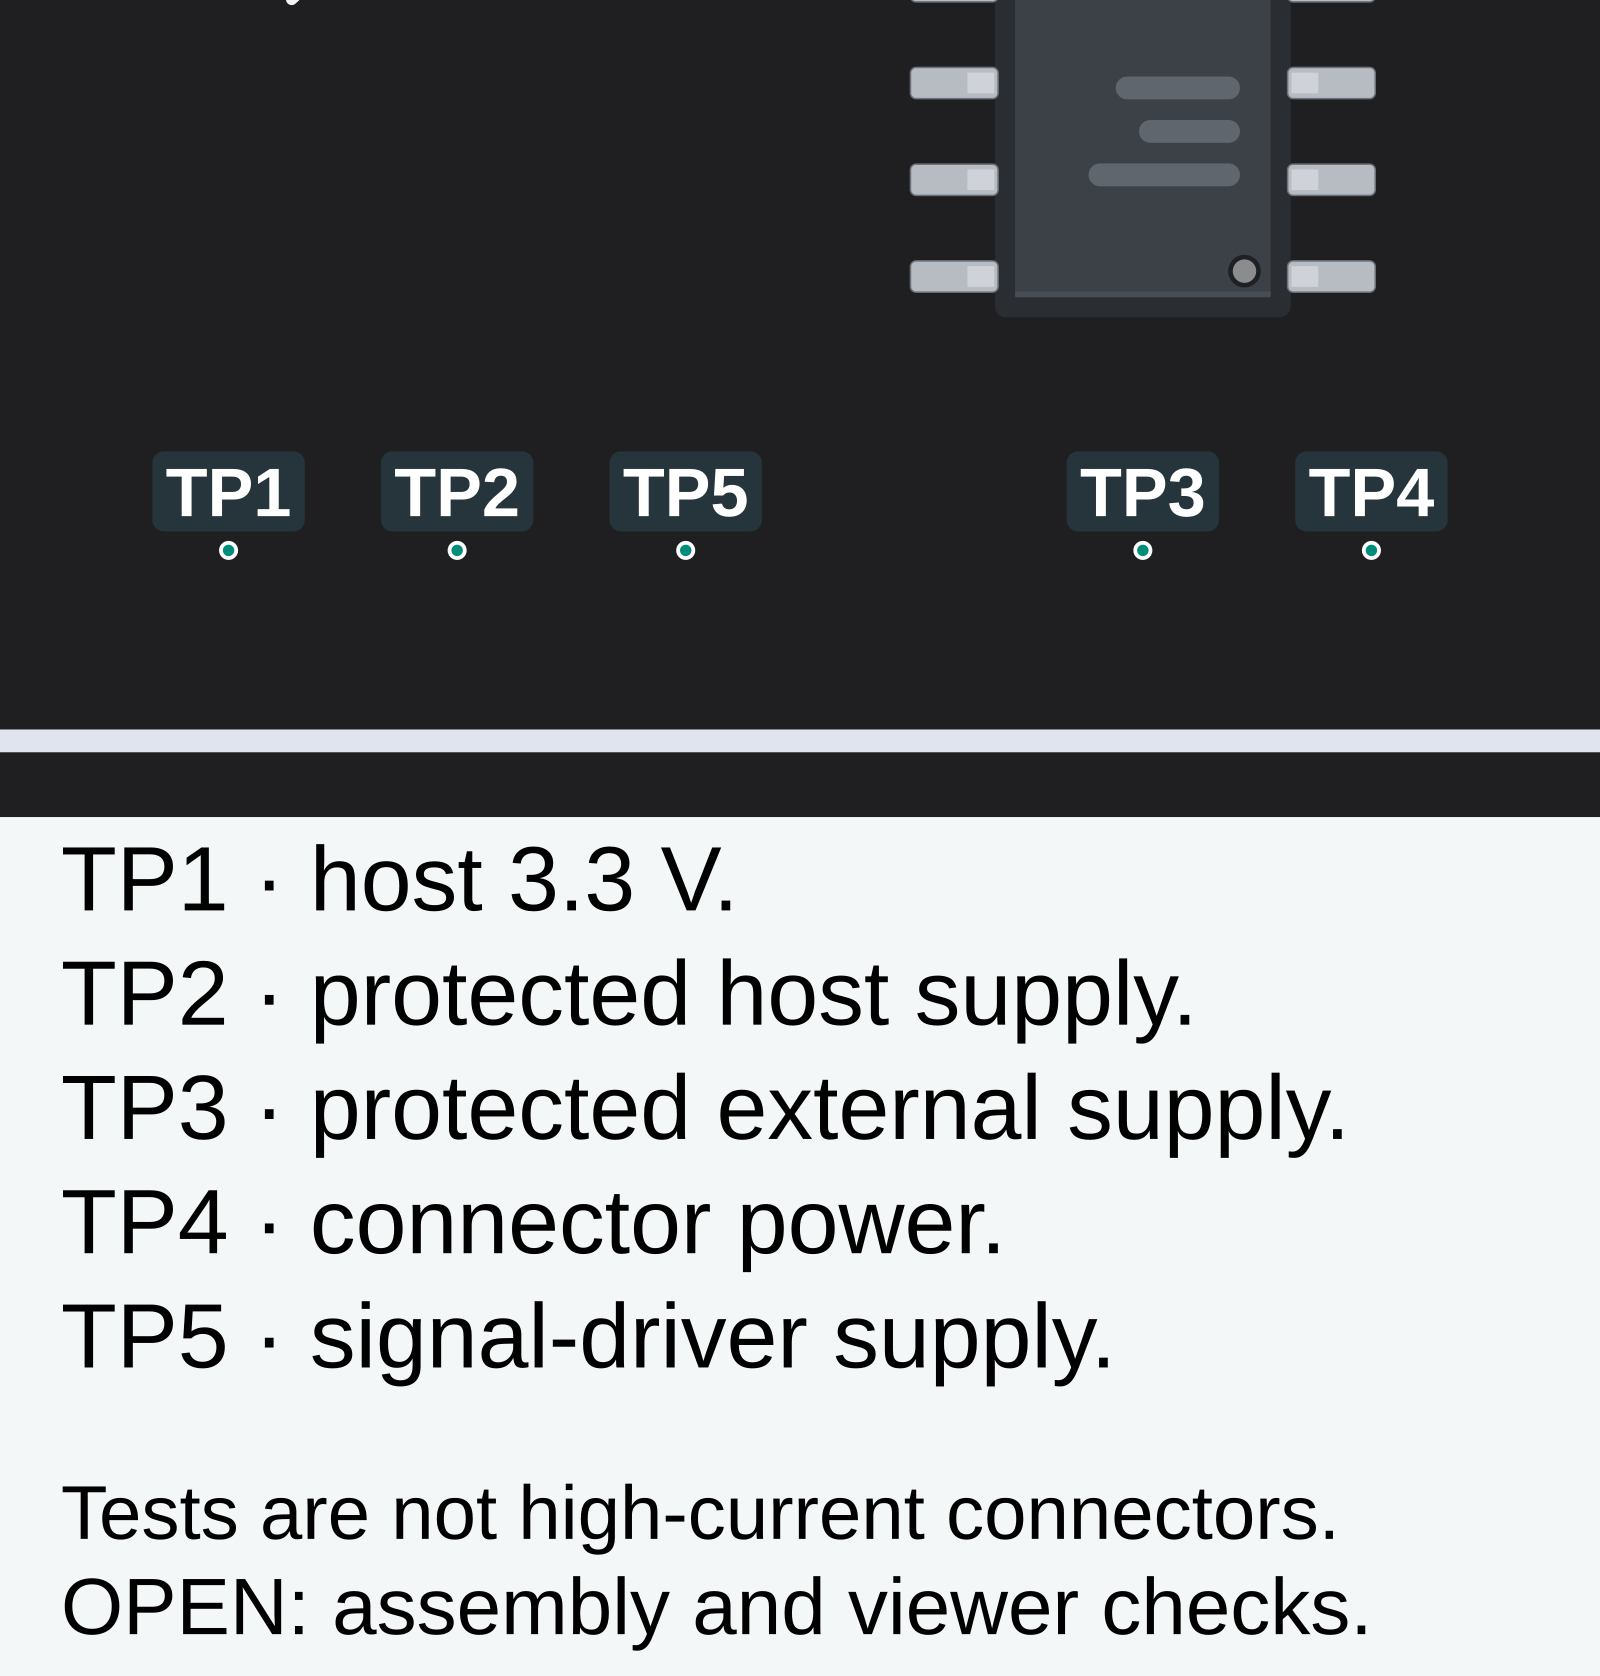 TP1 TP2 TP5 TP3 TP4
TP1 · host 3.3 V.
TP2 · protected host supply.
TP3 · protected external supply.
TP4 · connector power.
TP5 · signal-driver supply.
Tests are not high-current connectors.
OPEN: assembly and viewer checks.